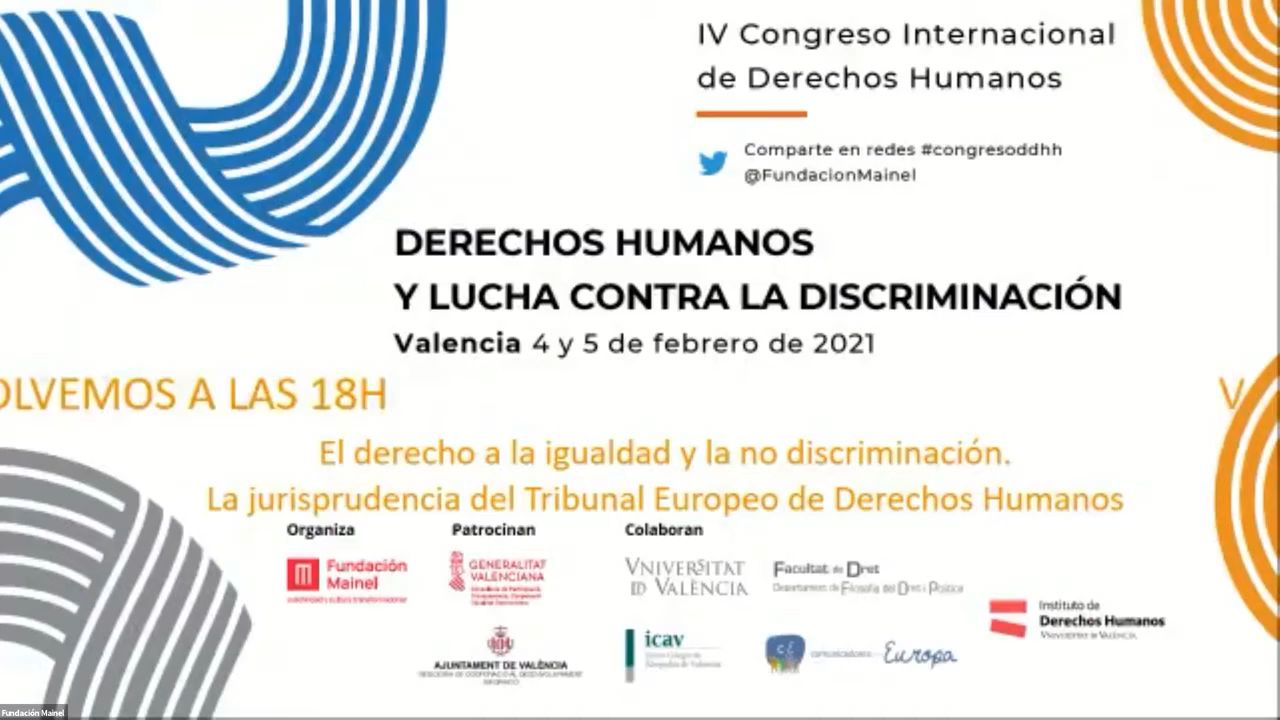 IV Congreso Internacional
de Derechos Humanos
Comparte en redes #congresoddhh
@FundacionMainel
DERECHOS HUMANOS
Y LUCHA CONTRA LA DISCRIMINACIÓN
Valencia 4 y 5 de febrero de 2021
OLVEMOS A LAS 18H
V
El derecho a la igualdad y la no discriminación.
La jurisprudencia del Tribunal Europeo de Derechos Humanos
Organiza
Patrocinan
Colaboran
Fundación
Mainel
GENERALITAT
VALENCIANA
VNIVERSITAT
ID VALÈNCIA
Facultat de Dret
Departament de Filosofia del Dret i Política
Instituto de
Derechos Humanos
VNIVERSITAT DE VALÈNCIA
AJUNTAMENT DE VALÈNCIA
icav
Europa
Fundación Mainel